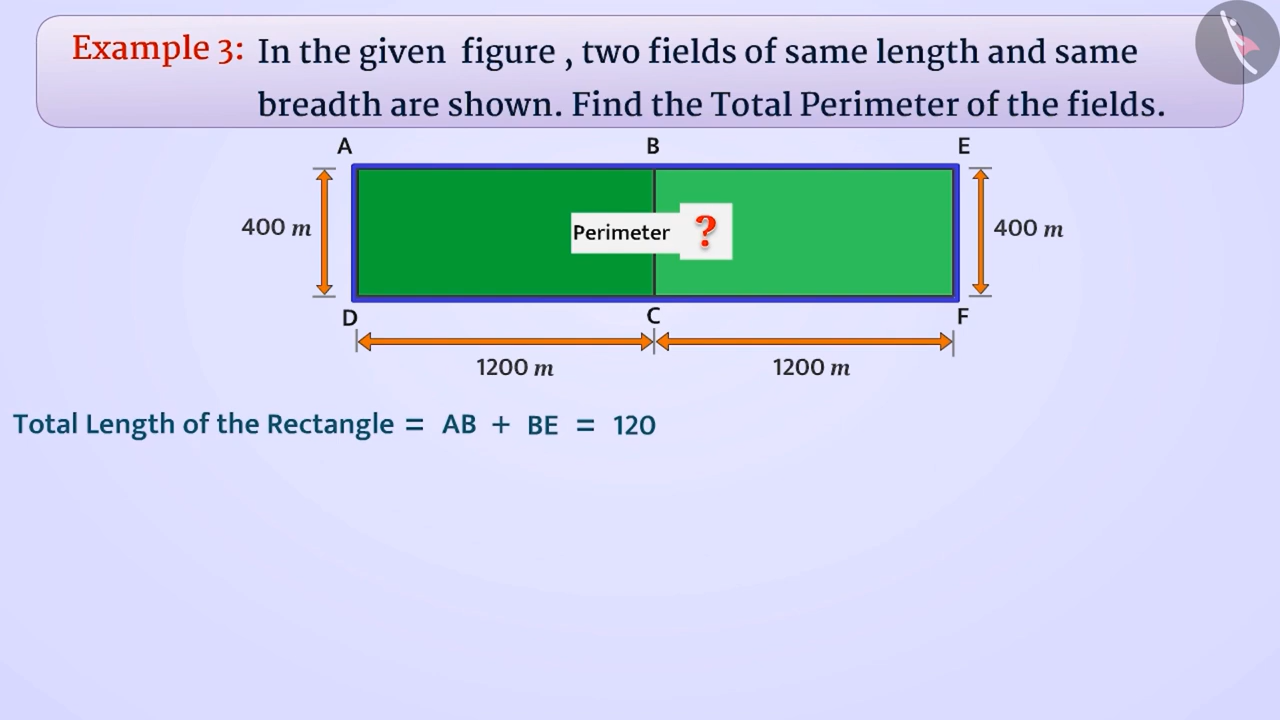 Example 3: In the given figure , two fields of same length and same
breadth are shown. Find the Total Perimeter of the fields.
A B E
400 m Perimeter ? 400 m
D C F
1200 m 1200 m
Total Length of the Rectangle = AB + BE = 120